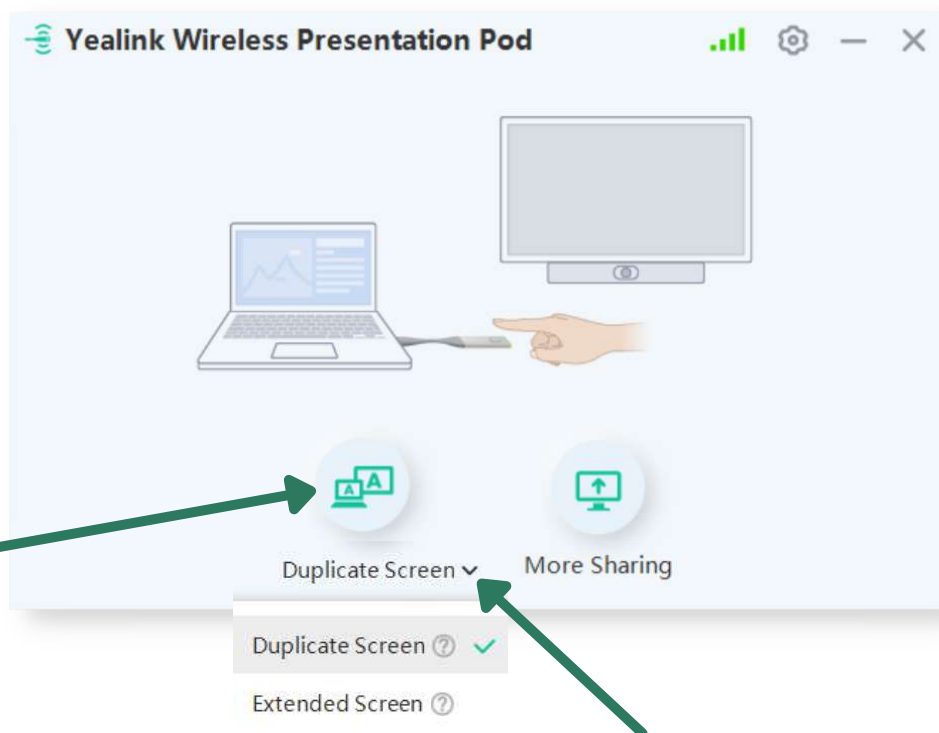 Yealink Wireless Presentation Pod
A A
Duplicate Screen
More Sharing
Duplicate Screen ?
Extended Screen ?